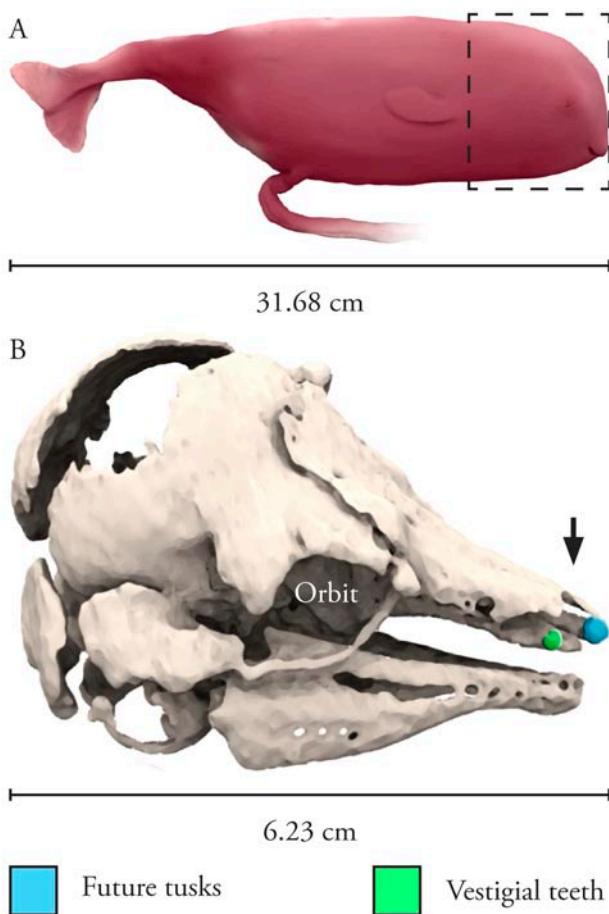 A
31.68 cm
B
Orbit
6.23 cm
Future tusks
Vestigial teeth